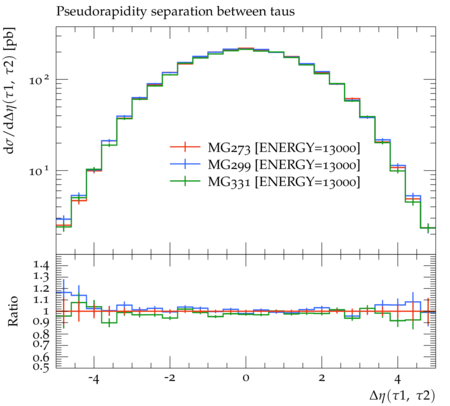 Pseudorapidity separation between taus
dσ/dΔη(τ1, τ2) [pb]
10²
10¹
MG273 [ENERGY=13000]
MG299 [ENERGY=13000]
MG331 [ENERGY=13000]
Ratio
1.4
1.3
1.2
1.1
1
0.9
0.8
0.7
0.6
0.5
-4 -2 0 2 4
Δη(τ1, τ2)